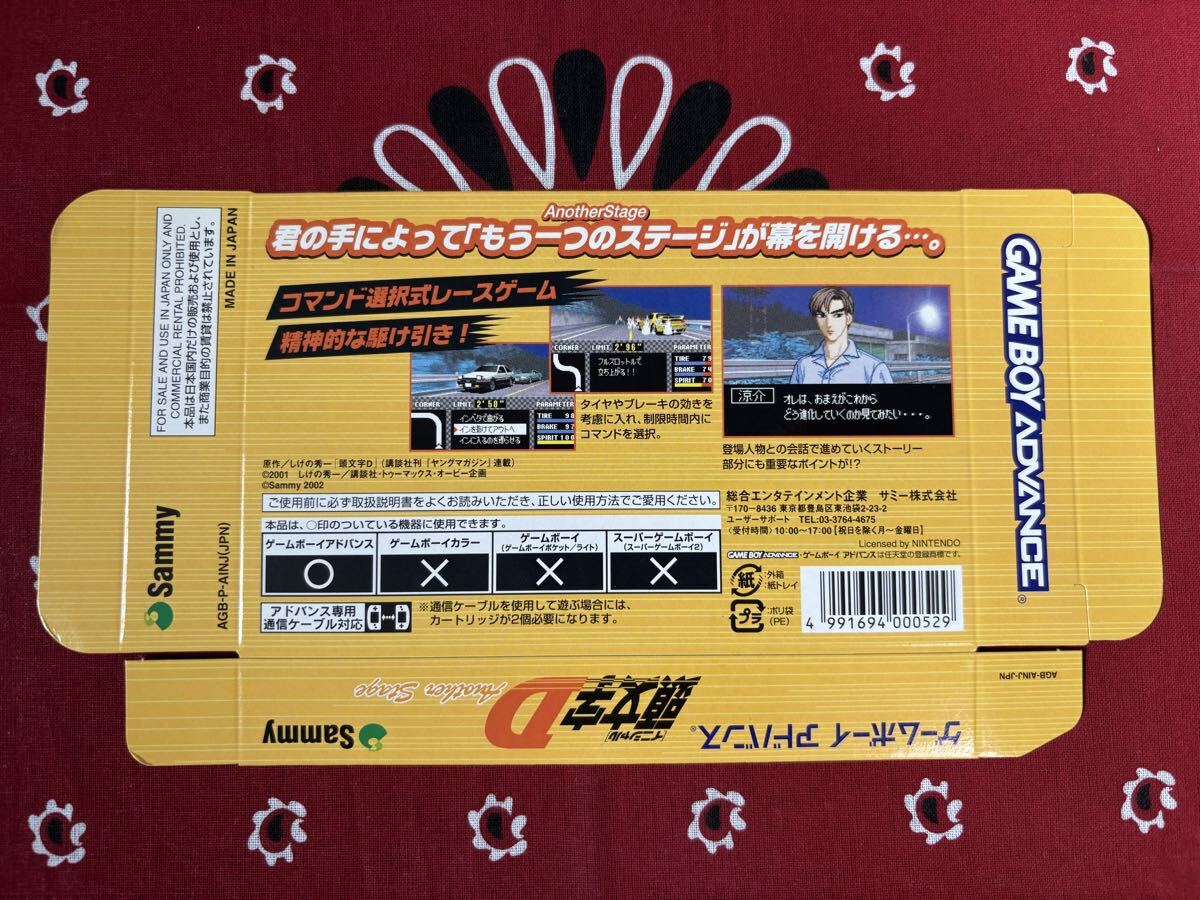 FOR SALE AND USE IN JAPAN ONLY AND
COMMERCIAL RENTAL PROHIBITED.
本品は日本国内だけの販売および使用とし、
また商業目的の賃貸は禁止されています。
MADE IN JAPAN
Sammy
AGB-P-AINJ(JPN)
AnotherStage
君の手によって「もう一つのステージ」が幕を開ける…。
コマンド選択式レースゲーム
精神的な駆け引き!
CORNER LIMIT 2'96" PARAMETER
フルスロットルで
立ち上がる!!
TIRE 79
BRAKE 74
SPIRIT 70
CORNER LIMIT 2'50" PARAMETER
インベタで曲がる
インを開けてアウトへ
インに入るのを遅らせる
TIRE 98
BRAKE 97
SPIRIT 100
涼介
オレは、おまえがこれから
どう進化していくのか見てみたい・・・。
タイヤやブレーキの効きを
考慮に入れ、制限時間内に
コマンドを選択。
登場人物との会話で進めていくストーリー
部分にも重要なポイントが!?
原作/しげの秀一「頭文字D」(講談社刊「ヤングマガジン」連載)
©2001 しげの秀一/講談社・トゥーマックス・オービー企画
©Sammy 2002
ご使用前に必ず取扱説明書をよくお読みいただき、正しい使用方法でご愛用ください。
本品は、○印のついている機器に使用できます。
ゲームボーイアドバンス
ゲームボーイカラー
ゲームボーイ
(ゲームボーイポケット/ライト)
スーパーゲームボーイ
(スーパーゲームボーイ2)
○
×
×
×
アドバンス専用
通信ケーブル対応
※通信ケーブルを使用して遊ぶ場合には、
カートリッジが2個必要になります。
総合エンタテインメント企業 サミー株式会社
〒170-8436 東京都豊島区東池袋2-23-2
ユーザーサポート TEL:03-3764-4675
<受付時間>10:00~17:00【祝日を除く月~金曜日】
Licensed by NINTENDO
GAME BOY ADVANCE・ゲームボーイ アドバンスは任天堂の登録商標です。
紙
:外箱
:紙トレイ
プラ
:ポリ袋
(PE)
4 991694 000529
GAME BOY ADVANCE®
AGB-AINJ-JPN
ゲームボーイ アドバンス®
[イニシャル]
頭文字D
Another Stage
Sammy